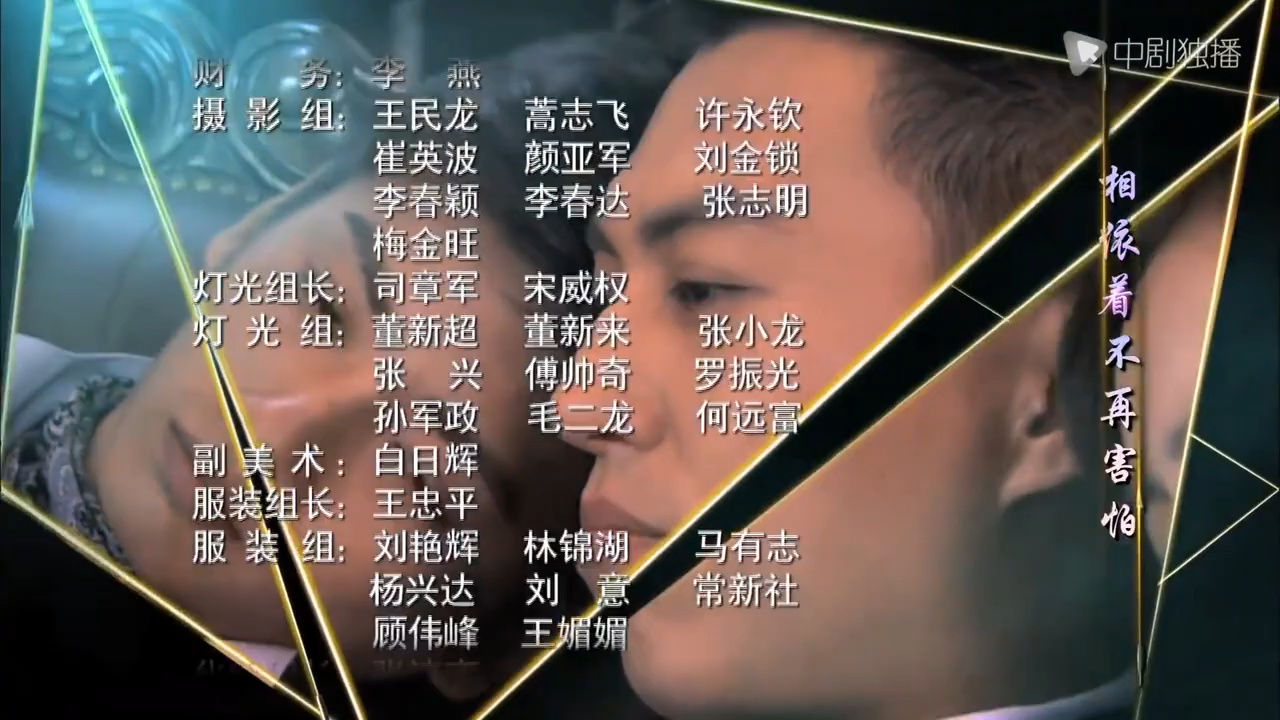 中剧独播
财 务: 李 燕
摄影组: 王民龙 蒿志飞 许永钦
崔英波 颜亚军 刘金锁
李春颖 李春达 张志明
梅金旺
灯光组长: 司章军 宋威权
灯光组: 董新超 董新来 张小龙
张 兴 傅帅奇 罗振光
孙军政 毛二龙 何远富
副美术: 白日辉
服装组长: 王忠平
服装组: 刘艳辉 林锦湖 马有志
杨兴达 刘 意 常新社
顾伟峰 王媚媚
相依着不再害怕